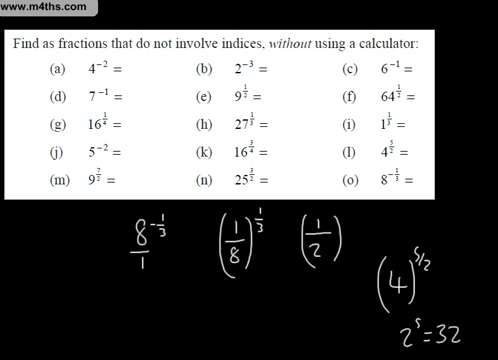 www.m4ths.com
Find as fractions that do not involve indices, without using a calculator:
(a) 4⁻² = (b) 2⁻³ = (c) 6⁻¹ =
(d) 7⁻¹ = (e) 9^(1/2) = (f) 64^(1/2) =
(g) 16^(1/4) = (h) 27^(1/3) = (i) 1^(1/3) =
(j) 5⁻² = (k) 16^(3/4) = (l) 4^(5/2) =
(m) 9^(7/2) = (n) 25^(3/2) = (o) 8^(-1/3) =
8^(-1/3)/1 (1/8)^(1/3) (1/2)
(4)^(5/2)
2⁵=32